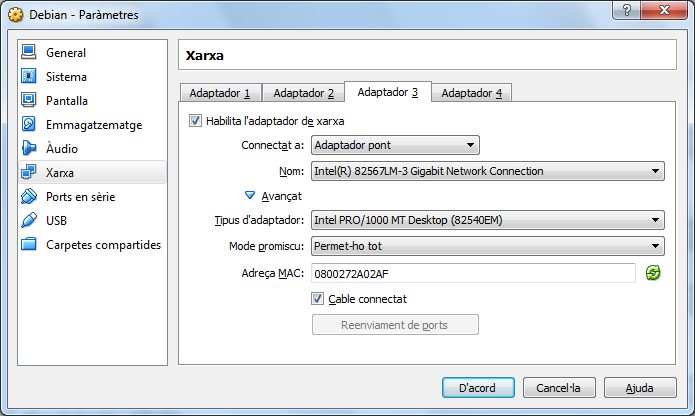 Debian - Paràmetres
General
Sistema
Pantalla
Emmagatzematge
Àudio
Xarxa
Ports en sèrie
USB
Carpetes compartides
Xarxa
Adaptador 1
Adaptador 2
Adaptador 3
Adaptador 4
Habilita l'adaptador de xarxa
Connectat a: Adaptador pont
Nom: Intel(R) 82567LM-3 Gigabit Network Connection
Avançat
Tipus d'adaptador: Intel PRO/1000 MT Desktop (82540EM)
Mode promiscu: Permet-ho tot
Adreça MAC: 0800272A02AF
Cable connectat
Reenviament de ports
D'acord
Cancel·la
Ajuda